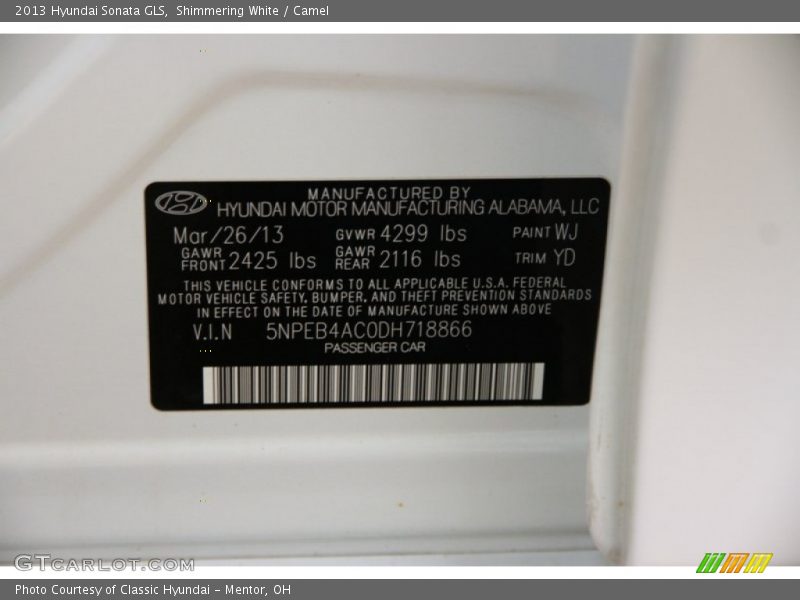 2013 Hyundai Sonata GLS, Shimmering White / Camel
MANUFACTURED BY
HYUNDAI MOTOR MANUFACTURING ALABAMA, LLC
Mar/26/13 GVWR 4299 lbs PAINT WJ
GAWR FRONT 2425 lbs GAWR REAR 2116 lbs TRIM YD
THIS VEHICLE CONFORMS TO ALL APPLICABLE U.S.A. FEDERAL
MOTOR VEHICLE SAFETY, BUMPER, AND THEFT PREVENTION STANDARDS
IN EFFECT ON THE DATE OF MANUFACTURE SHOWN ABOVE
V.I.N 5NPEB4AC0DH718866
PASSENGER CAR
GTCARLOT.COM
Photo Courtesy of Classic Hyundai - Mentor, OH